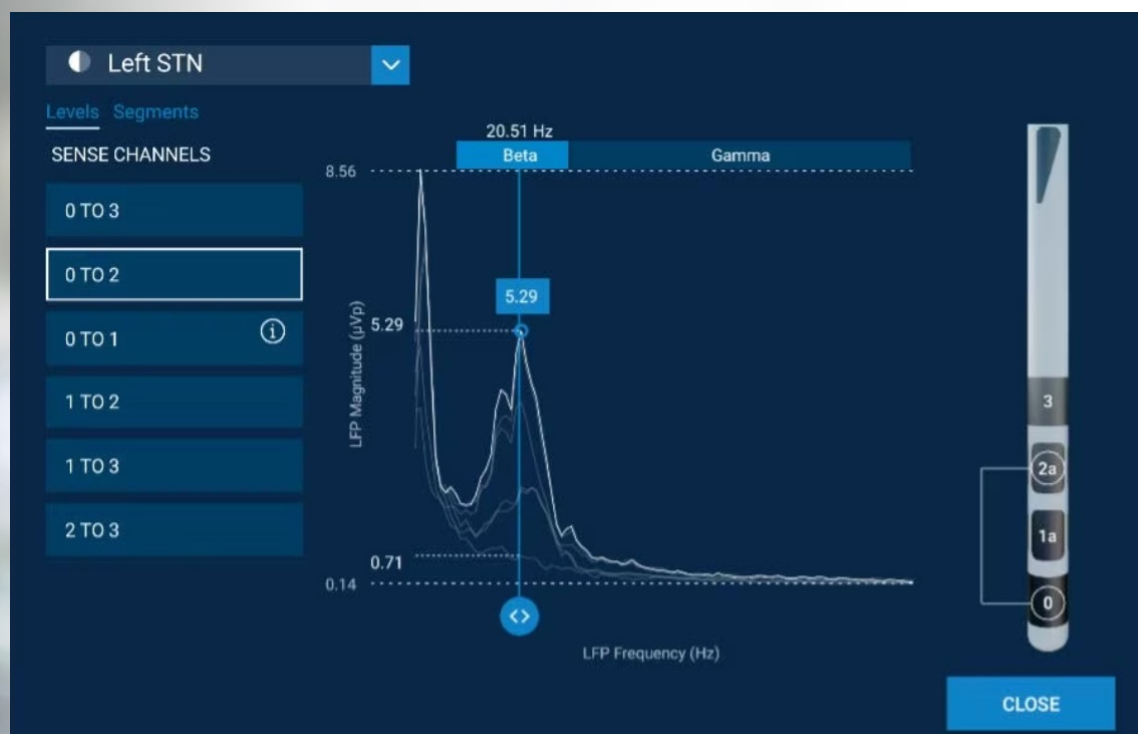 Left STN
Levels Segments
SENSE CHANNELS
0 TO 3
0 TO 2
0 TO 1
1 TO 2
1 TO 3
2 TO 3
20.51 Hz
Beta Gamma
8.56
5.29
5.29
0.71
0.14
LFP Magnitude (µVp)
LFP Frequency (Hz)
3
2a
1a
0
CLOSE